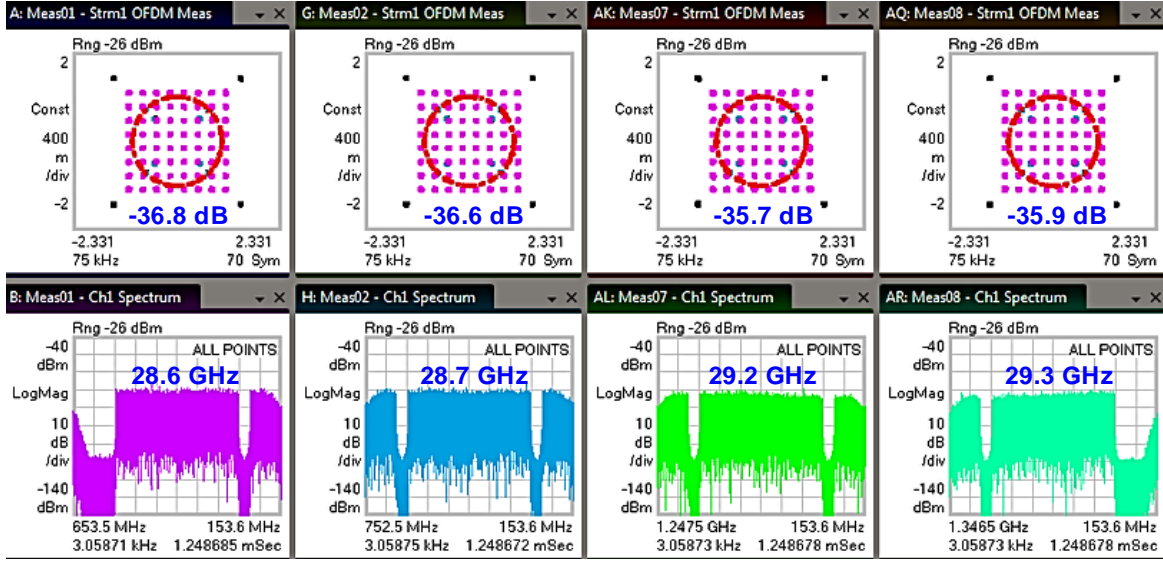 A: Meas01 - Strm1 OFDM Meas
Rng -26 dBm
2
Const
400
m
/div
-2
-36.8 dB
-2.331 2.331
75 kHz 70 Sym
G: Meas02 - Strm1 OFDM Meas
Rng -26 dBm
2
Const
400
m
/div
-2
-36.6 dB
-2.331 2.331
75 kHz 70 Sym
AK: Meas07 - Strm1 OFDM Meas
Rng -26 dBm
2
Const
400
m
/div
-2
-35.7 dB
-2.331 2.331
75 kHz 70 Sym
AQ: Meas08 - Strm1 OFDM Meas
Rng -26 dBm
2
Const
400
m
/div
-2
-35.9 dB
-2.331 2.331
75 kHz 70 Sym
B: Meas01 - Ch1 Spectrum
Rng -26 dBm
-40
dBm
ALL POINTS
28.6 GHz
LogMag
10
dB
/div
-140
dBm
653.5 MHz 153.6 MHz
3.05871 kHz 1.248685 mSec
H: Meas02 - Ch1 Spectrum
Rng -26 dBm
-40
dBm
ALL POINTS
28.7 GHz
LogMag
10
dB
/div
-140
dBm
752.5 MHz 153.6 MHz
3.05875 kHz 1.248672 mSec
AL: Meas07 - Ch1 Spectrum
Rng -26 dBm
-40
dBm
ALL POINTS
29.2 GHz
LogMag
10
dB
/div
-140
dBm
1.2475 GHz 153.6 MHz
3.05873 kHz 1.248678 mSec
AR: Meas08 - Ch1 Spectrum
Rng -26 dBm
-40
dBm
ALL POINTS
29.3 GHz
LogMag
10
dB
/div
-140
dBm
1.3465 GHz 153.6 MHz
3.05873 kHz 1.248678 mSec